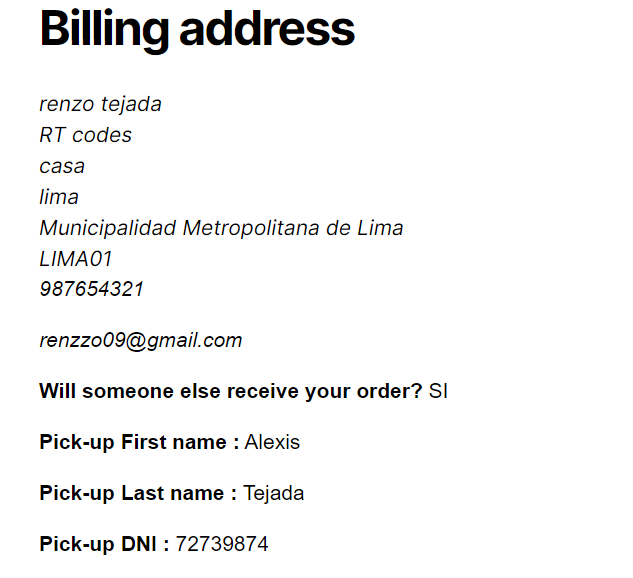 Billing address
renzo tejada
RT codes
casa
lima
Municipalidad Metropolitana de Lima
LIMA01
987654321
renzzo09@gmail.com
Will someone else receive your order? SI
Pick-up First name : Alexis
Pick-up Last name : Tejada
Pick-up DNI : 72739874